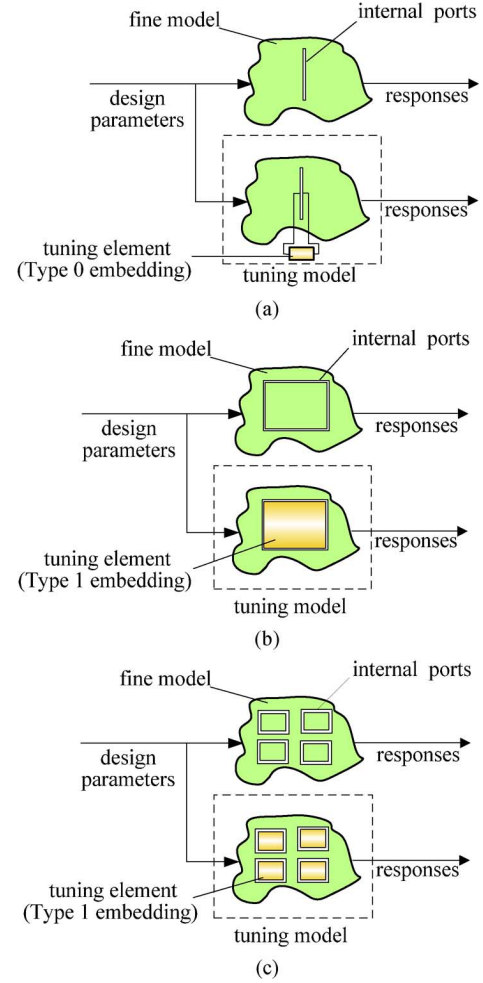 internal ports
fine model
design
parameters
responses
responses
tuning element
(Type 0 embedding)
tuning model
(a)
internal ports
fine model
design
parameters
responses
responses
tuning element
(Type 1 embedding)
tuning model
(b)
internal ports
fine model
design
parameters
responses
responses
tuning element
(Type 1 embedding)
tuning model
(c)